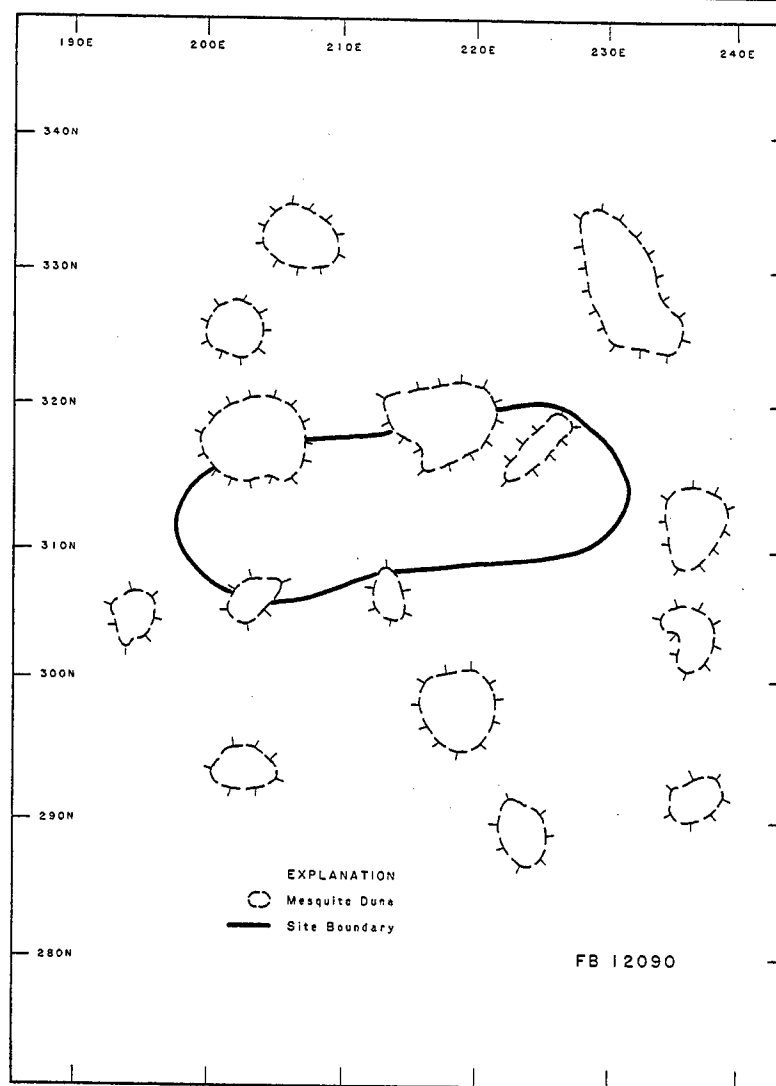 190E 200E 210E 220E 230E 240E
340N
330N
320N
310N
300N
290N
280N
EXPLANATION
Mesquite Dune
Site Boundary
FB 12090